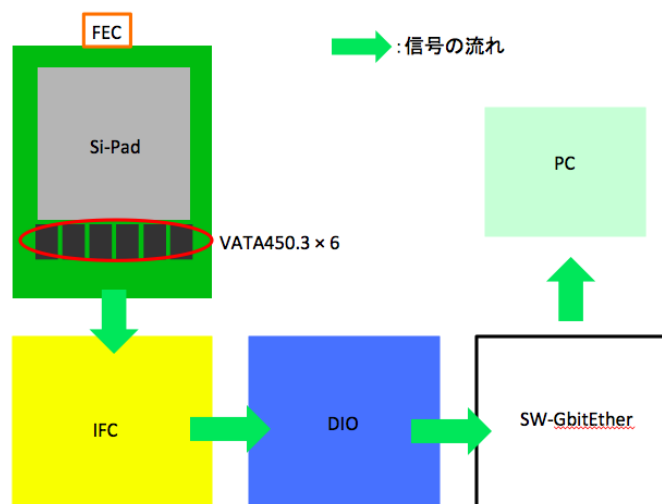 FEC
:信号の流れ
Si-Pad
PC
VATA450.3 × 6
IFC
DIO
SW-GbitEther